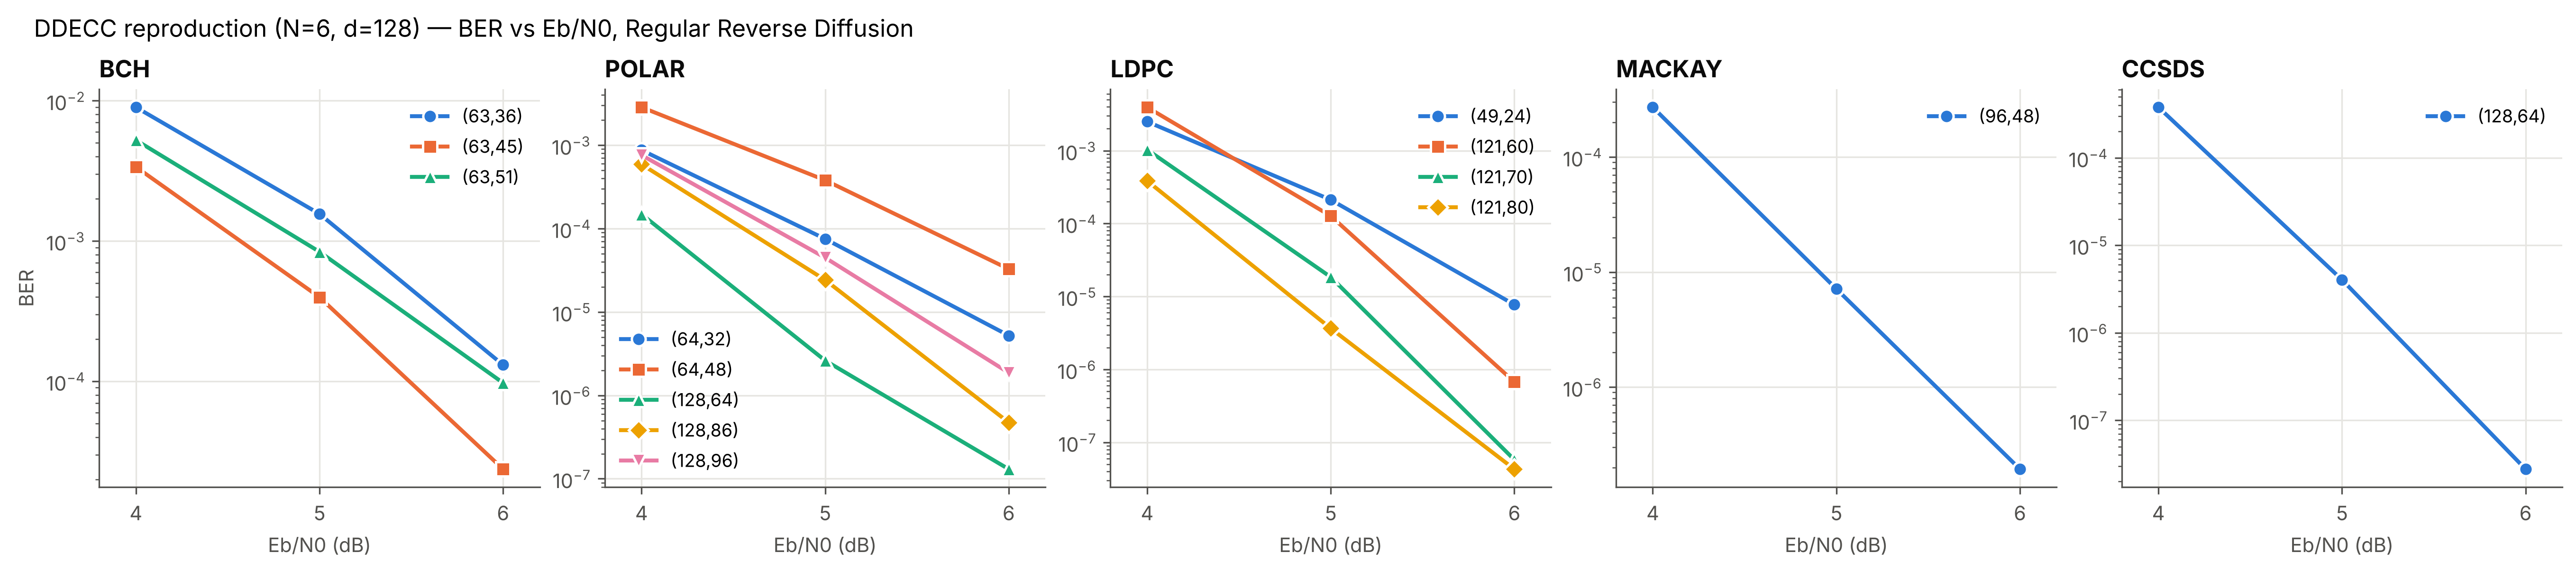 DDECC reproduction (N=6, d=128) — BER vs Eb/N0, Regular Reverse Diffusion
BCH
BER
10⁻²
10⁻³
10⁻⁴
(63,36)
(63,45)
(63,51)
4 5 6
Eb/N0 (dB)
POLAR
10⁻³
10⁻⁴
10⁻⁵
10⁻⁶
10⁻⁷
(64,32)
(64,48)
(128,64)
(128,86)
(128,96)
4 5 6
Eb/N0 (dB)
LDPC
10⁻³
10⁻⁴
10⁻⁵
10⁻⁶
10⁻⁷
(49,24)
(121,60)
(121,70)
(121,80)
4 5 6
Eb/N0 (dB)
MACKAY
10⁻⁴
10⁻⁵
10⁻⁶
(96,48)
4 5 6
Eb/N0 (dB)
CCSDS
10⁻⁴
10⁻⁵
10⁻⁶
10⁻⁷
(128,64)
4 5 6
Eb/N0 (dB)